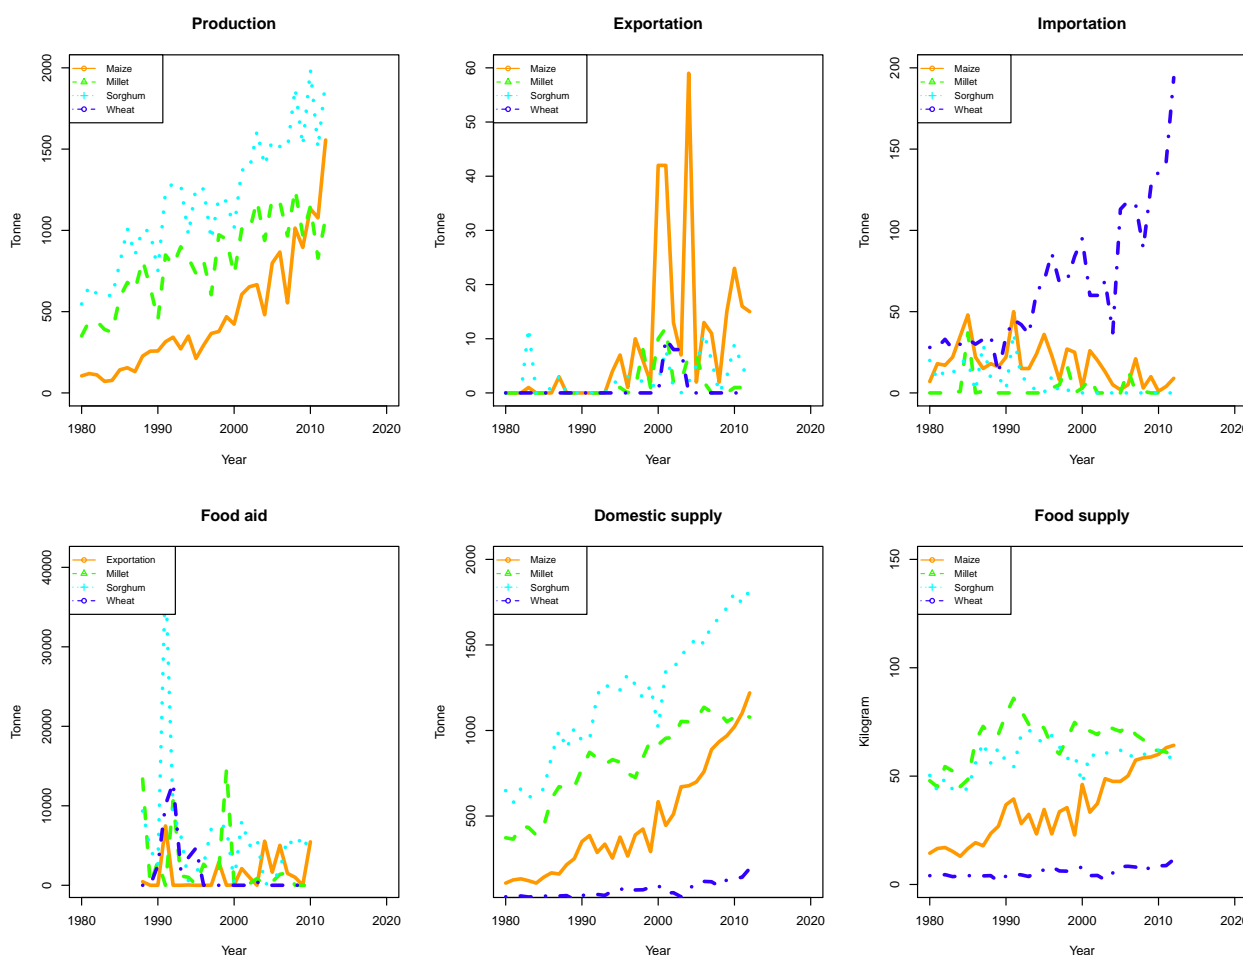 Production
Tonne
2000
1500
1000
500
0
Maize
Millet
Sorghum
Wheat
1980 1990 2000 2010 2020
Year
Exportation
Tonne
60
50
40
30
20
10
0
Maize
Millet
Sorghum
Wheat
1980 1990 2000 2010 2020
Year
Importation
Tonne
200
150
100
50
0
Maize
Millet
Sorghum
Wheat
1980 1990 2000 2010 2020
Year
Food aid
Tonne
40000
30000
20000
10000
0
Exportation
Millet
Sorghum
Wheat
1980 1990 2000 2010 2020
Year
Domestic supply
Tonne
2000
1500
1000
500
Maize
Millet
Sorghum
Wheat
1980 1990 2000 2010 2020
Year
Food supply
Kilogram
150
100
50
0
Maize
Millet
Sorghum
Wheat
1980 1990 2000 2010 2020
Year